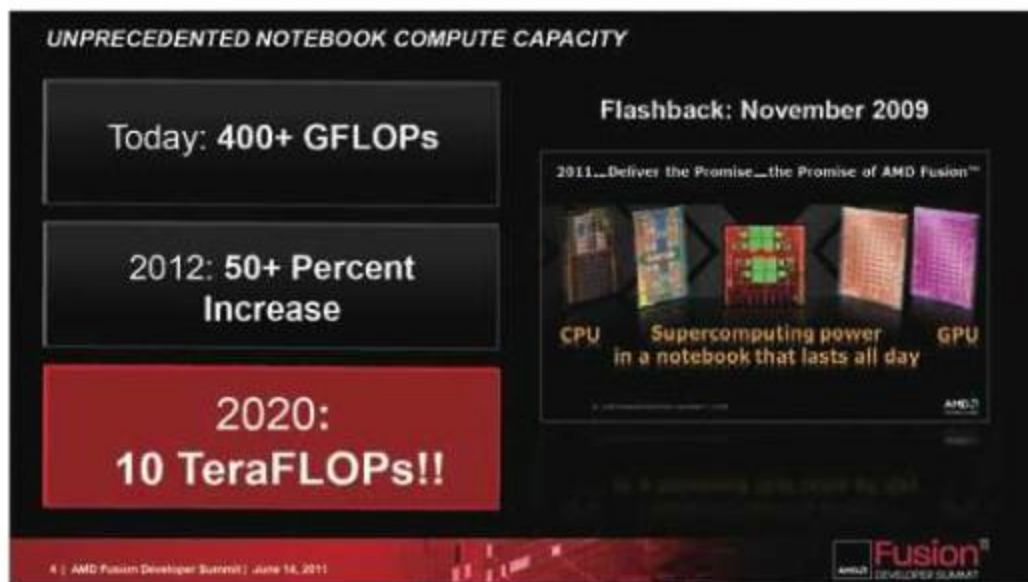 UNPRECEDENTED NOTEBOOK COMPUTE CAPACITY
Today: 400+ GFLOPs
2012: 50+ Percent
Increase
2020:
10 TeraFLOPs!!
Flashback: November 2009
2011...Deliver the Promise...the Promise of AMD Fusion™
CPU
Supercomputing power
in a notebook that lasts all day
GPU
AMD
4 | AMD Fusion Developer Summit | June 14, 2011
AMD
Fusion
DEVELOPER SUMMIT